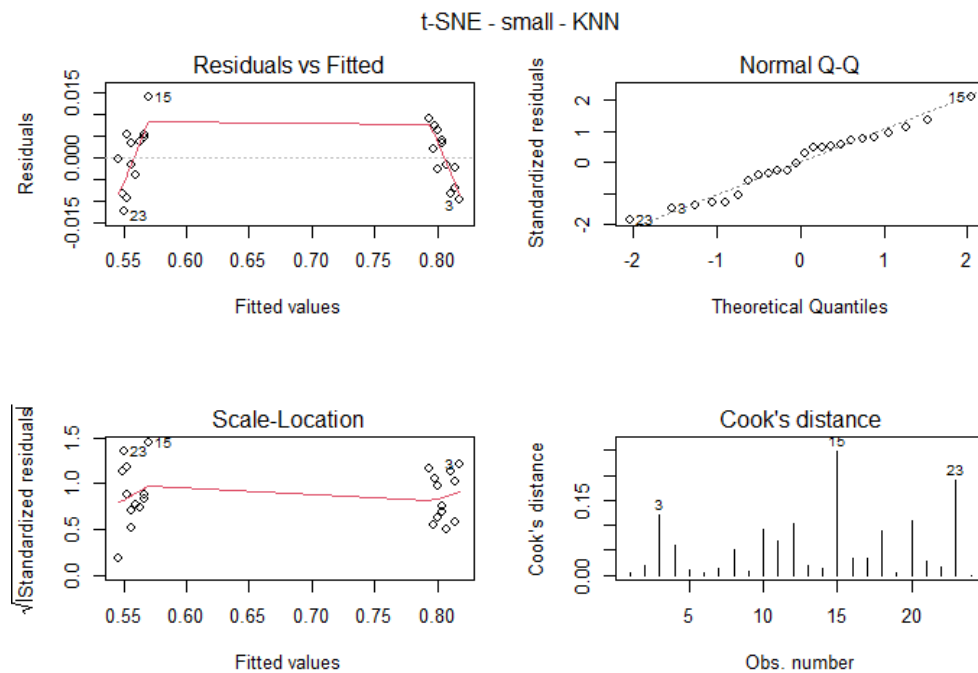 t-SNE - small - KNN
Residuals vs Fitted
Residuals
-0.015 0.000 0.015
15
23
3
0.55 0.60 0.65 0.70 0.75 0.80
Fitted values
Normal Q-Q
Standardized residuals
-2 0 1 2
15
3
23
-2 -1 0 1 2
Theoretical Quantiles
Scale-Location
√|Standardized residuals|
0.0 0.5 1.0 1.5
23
15
3
0.55 0.60 0.65 0.70 0.75 0.80
Fitted values
Cook's distance
Cook's distance
0.00 0.15
3
15
23
5 10 15 20
Obs. number